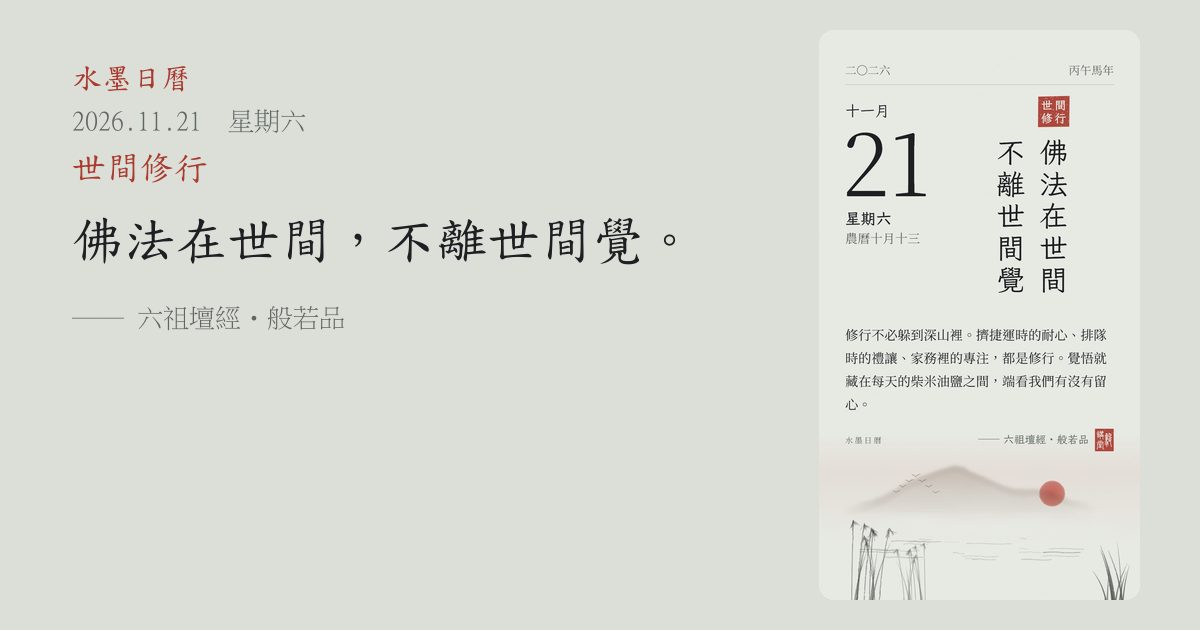 水墨日曆
2026.11.21 星期六
世間修行
佛法在世間，不離世間覺。
—— 六祖壇經・般若品
二〇二六
丙午馬年
十一月
21
星期六
農曆十月十三
世間
修行
佛法在世間
不離世間覺
修行不必躲到深山裡。擠捷運時的耐心、排隊
時的禮讓、家務裡的專注，都是修行。覺悟就
藏在每天的柴米油鹽之間，端看我們有沒有留
心。
水墨日曆
—— 六祖壇經・般若品